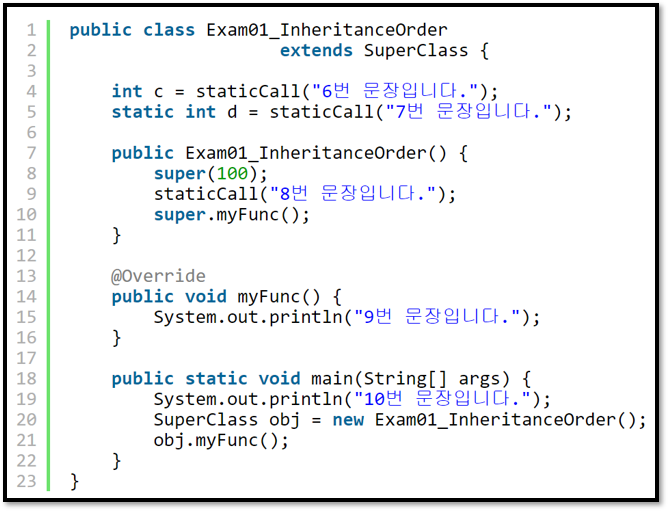 1 public class Exam01_InheritanceOrder
2 extends SuperClass {
3
4 int c = staticCall("6번 문장입니다.");
5 static int d = staticCall("7번 문장입니다.");
6
7 public Exam01_InheritanceOrder() {
8 super(100);
9 staticCall("8번 문장입니다.");
10 super.myFunc();
11 }
12
13 @Override
14 public void myFunc() {
15 System.out.println("9번 문장입니다.");
16 }
17
18 public static void main(String[] args) {
19 System.out.println("10번 문장입니다.");
20 SuperClass obj = new Exam01_InheritanceOrder();
21 obj.myFunc();
22 }
23 }